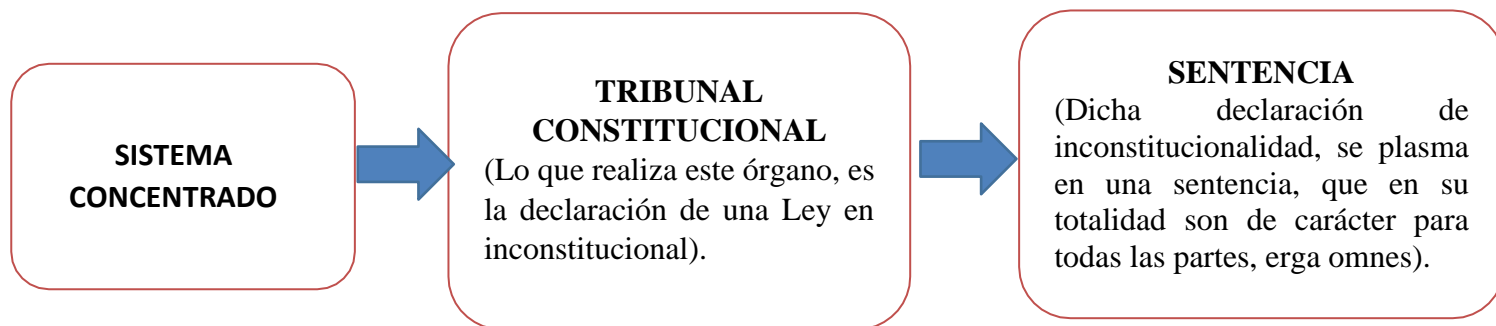 SISTEMA
CONCENTRADO
TRIBUNAL
CONSTITUCIONAL
(Lo que realiza este órgano, es
la declaración de una Ley en
inconstitucional).
SENTENCIA
(Dicha declaración de
inconstitucionalidad, se plasma
en una sentencia, que en su
totalidad son de carácter para
todas las partes, erga omnes).